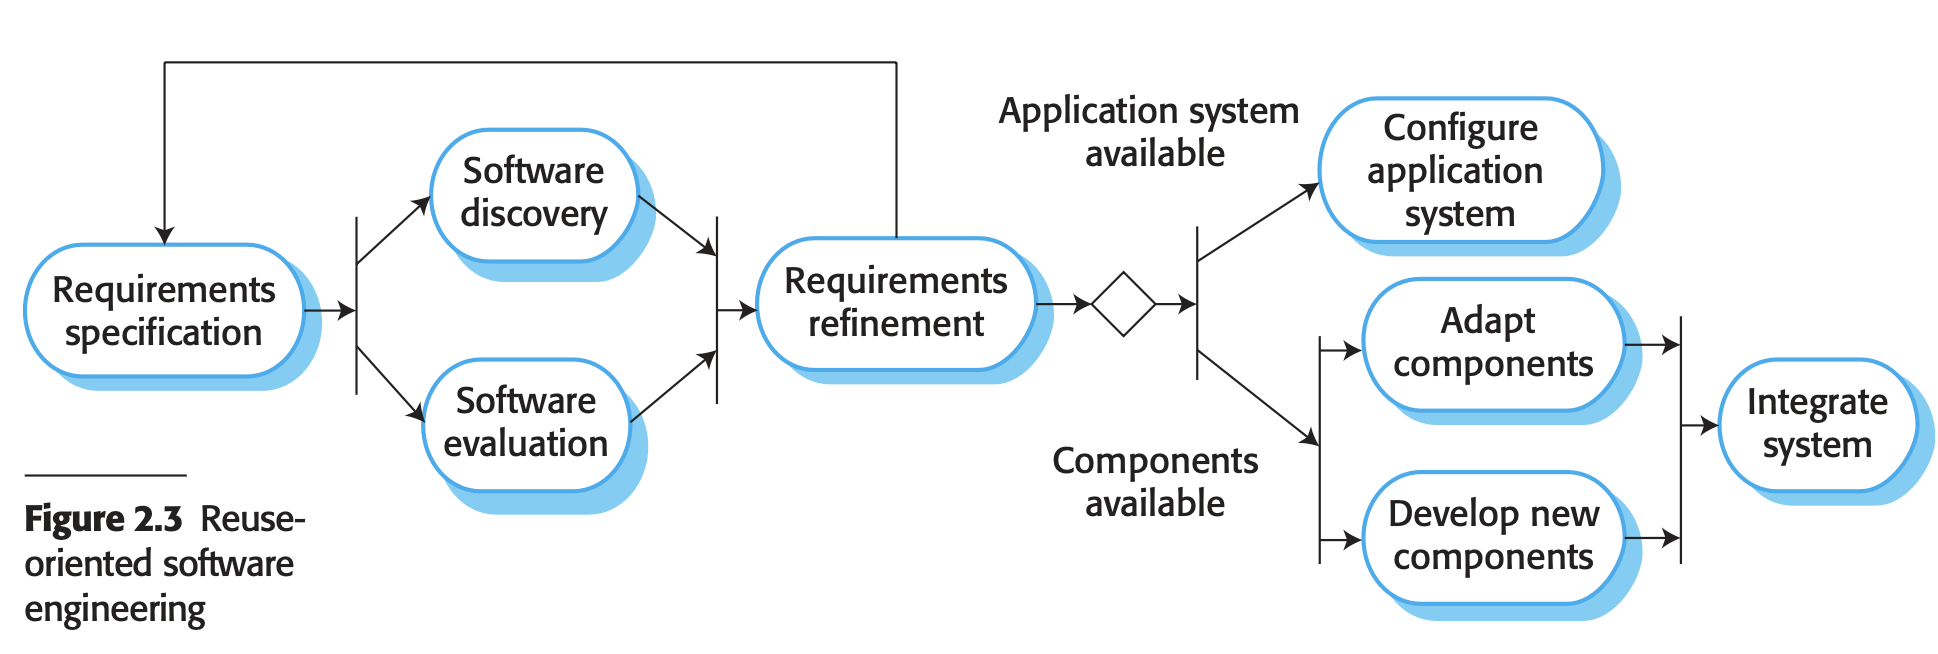 Requirements
specification
Software
discovery
Software
evaluation
Requirements
refinement
Application system
available
Components
available
Configure
application
system
Adapt
components
Develop new
components
Integrate
system
Figure 2.3 Reuse-
oriented software
engineering